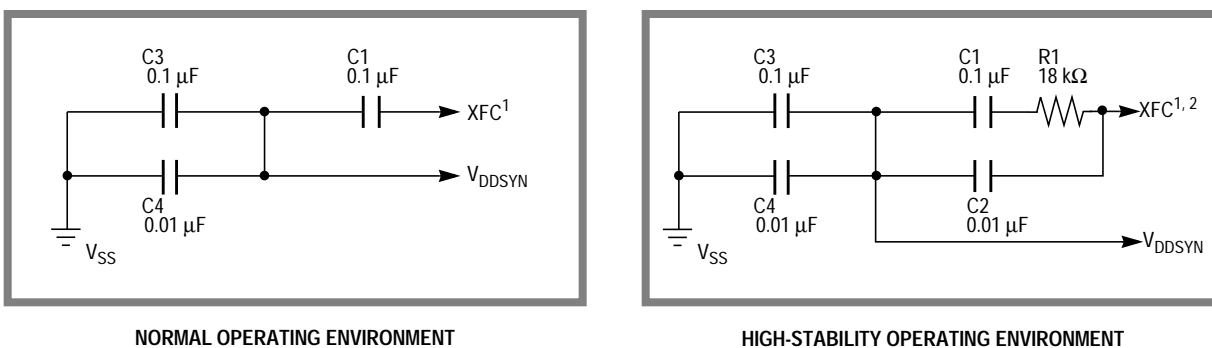 C3
0.1 µF
C1
0.1 µF
XFC1
VDDSYN
C4
0.01 µF
VSS
NORMAL OPERATING ENVIRONMENT
C3
0.1 µF
C1
0.1 µF
R1
18 kΩ
XFC1, 2
C4
0.01 µF
C2
0.01 µF
VSS
VDDSYN
HIGH-STABILITY OPERATING ENVIRONMENT